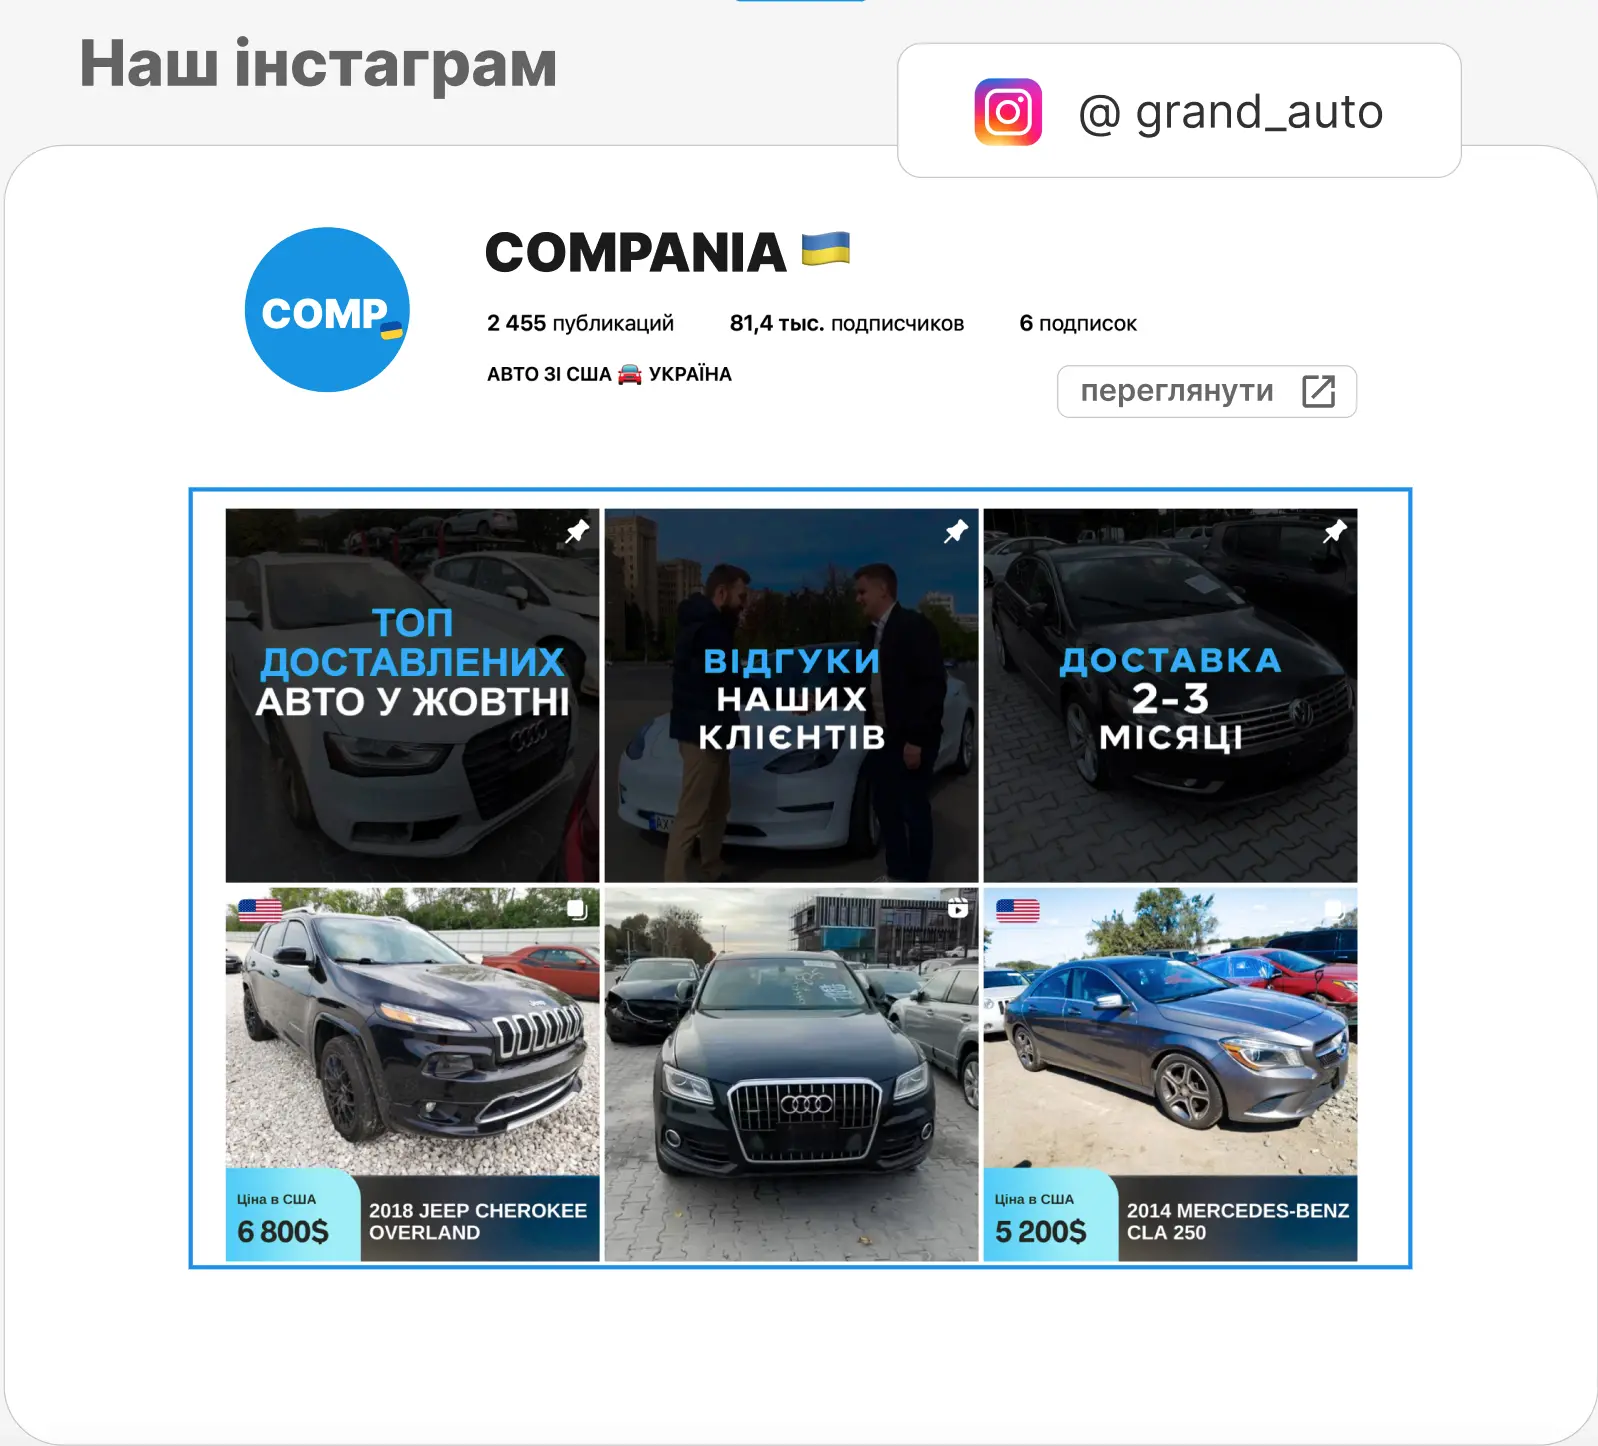 Наш інстаграм
@ grand_auto
COMP
COMPANIA
2 455 публикаций 81,4 тыс. подписчиков 6 подписок
АВТО ЗІ США УКРАЇНА
переглянути
ТОП
ДОСТАВЛЕНИХ
АВТО У ЖОВТНІ
ВІДГУКИ
НАШИХ
КЛІЄНТІВ
ДОСТАВКА
2-3
МІСЯЦІ
AX
Ціна в США
6 800$
2018 JEEP CHEROKEE
OVERLAND
Ціна в США
5 200$
2014 MERCEDES-BENZ
CLA 250